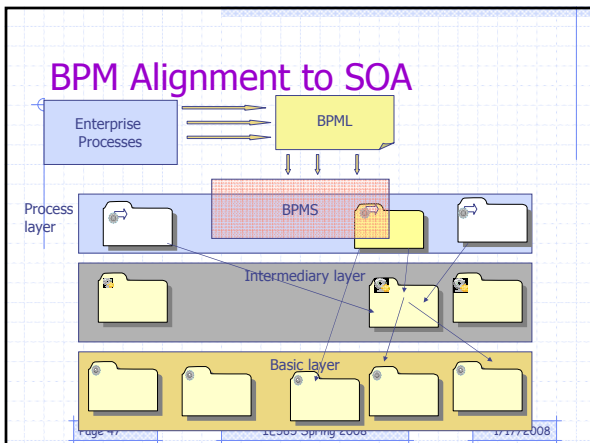 BPM Alignment to SOA
Enterprise
Processes
BPML
Process
layer
BPMS
Intermediary layer
Basic layer
Page 47
Spring 2008
1/17/2008